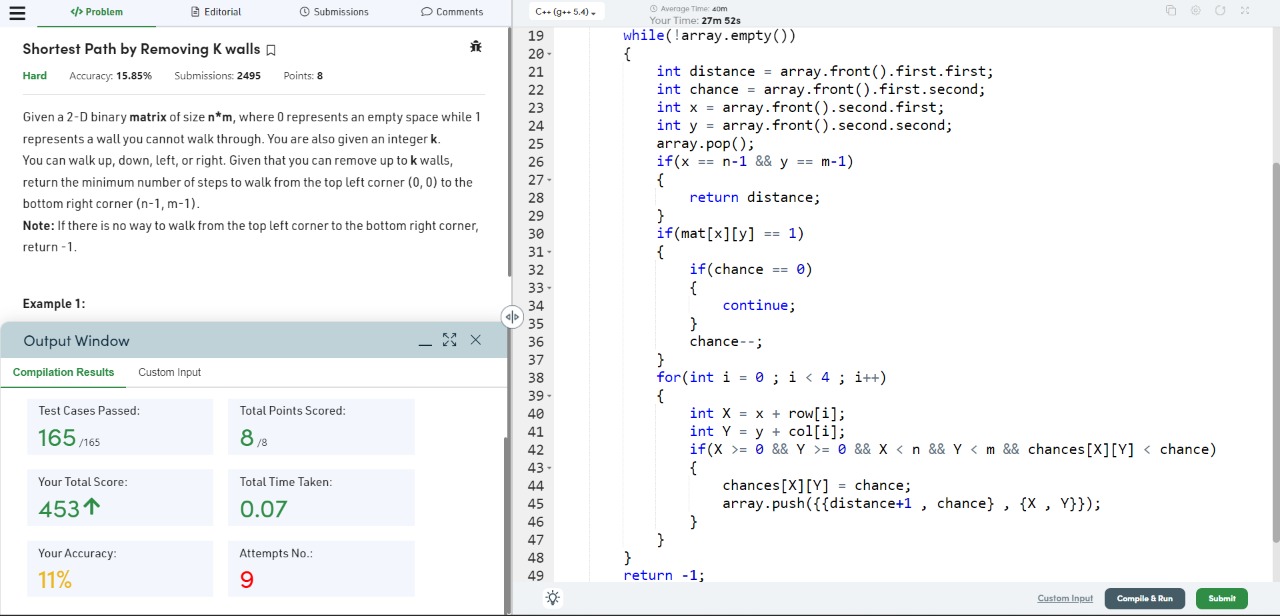 </> Problem
Editorial
Submissions
Comments
Shortest Path by Removing K walls
Hard Accuracy: 15.85% Submissions: 2495 Points: 8
Given a 2-D binary matrix of size n*m, where 0 represents an empty space while 1
represents a wall you cannot walk through. You are also given an integer k.
You can walk up, down, left, or right. Given that you can remove up to k walls,
return the minimum number of steps to walk from the top left corner (0, 0) to the
bottom right corner (n-1, m-1).
Note: If there is no way to walk from the top left corner to the bottom right corner,
return -1.
Example 1:
Output Window
Compilation Results Custom Input
Test Cases Passed:
165 /165
Total Points Scored:
8 /8
Your Total Score:
453
Total Time Taken:
0.07
Your Accuracy:
11%
Attempts No.:
9
C++ (g++ 5.4)
Average Time: 40m
Your Time: 27m 52s
19 while(!array.empty())
20 {
21 int distance = array.front().first.first;
22 int chance = array.front().first.second;
23 int x = array.front().second.first;
24 int y = array.front().second.second;
25 array.pop();
26 if(x == n-1 && y == m-1)
27 {
28 return distance;
29 }
30 if(mat[x][y] == 1)
31 {
32 if(chance == 0)
33 {
34 continue;
35 }
36 chance--;
37 }
38 for(int i = 0 ; i < 4 ; i++)
39 {
40 int X = x + row[i];
41 int Y = y + col[i];
42 if(X >= 0 && Y >= 0 && X < n && Y < m && chances[X][Y] < chance)
43 {
44 chances[X][Y] = chance;
45 array.push({{distance+1 , chance} , {X , Y}});
46 }
47 }
48 }
49 return -1;
Custom Input Compile & Run Submit